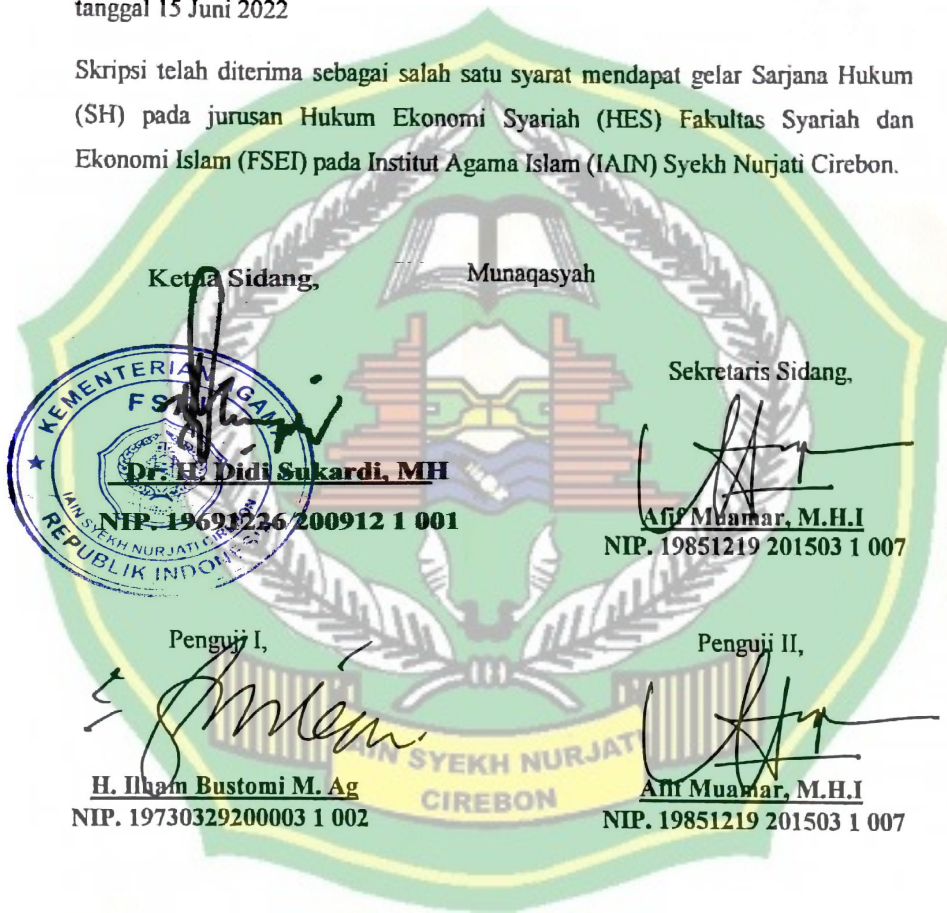 tanggal 15 Juni 2022
Skripsi telah diterima sebagai salah satu syarat mendapat gelar Sarjana Hukum
(SH) pada jurusan Hukum Ekonomi Syariah (HES) Fakultas Syariah dan
Ekonomi Islam (FSEI) pada Institut Agama Islam (IAIN) Syekh Nurjati Cirebon.
Ketua Sidang,
Munaqasyah
Sekretaris Sidang,
KEMENTERIAN AGAMA
IAIN SYEKH NURJATI CIREBON
REPUBLIK INDONESIA
Dr. H. Didi Sukardi, MH
NIP. 19691226 200912 1 001
Afif Muamar, M.H.I
NIP. 19851219 201503 1 007
Penguji I,
Penguji II,
H. Ilham Bustomi M. Ag
NIP. 19730329200003 1 002
Afif Muamar, M.H.I
NIP. 19851219 201503 1 007
IAIN SYEKH NURJATI
CIREBON